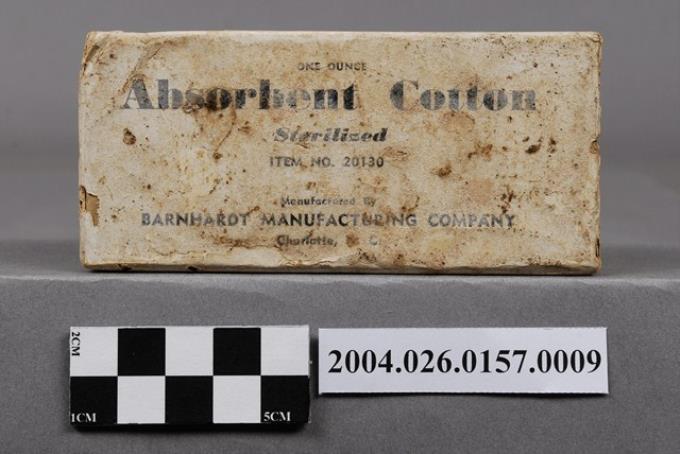 ONE OUNCE
Absorbent Cotton
Sterilized
ITEM NO. 20130
Manufactured By
BARNHARDT MANUFACTURING COMPANY
Charlotte, N. C.
2CM
1CM
5CM
2004.026.0157.0009